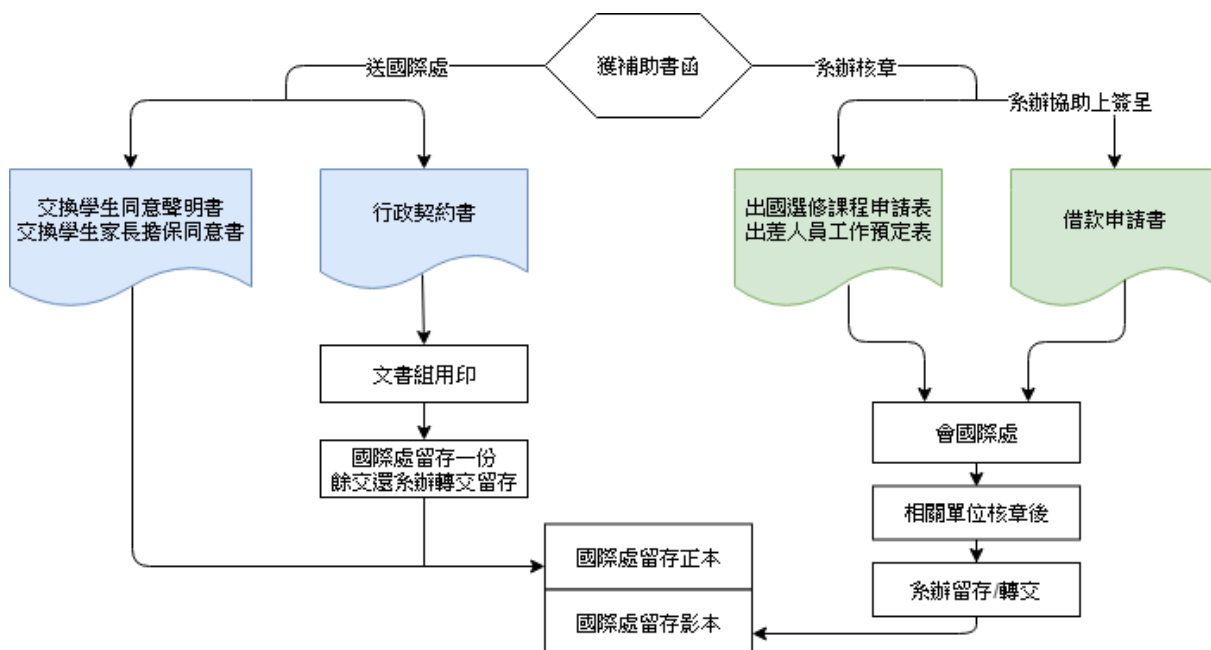 獲補助書函
送國際處
系辦核章
系辦協助上簽呈
交換學生同意聲明書
交換學生家長擔保同意書
行政契約書
出國選修課程申請表
出差人員工作預定表
借款申請書
文書組用印
會國際處
國際處留存一份
餘交還系辦轉交留存
相關單位核章後
國際處留存正本
系辦留存/轉交
國際處留存影本